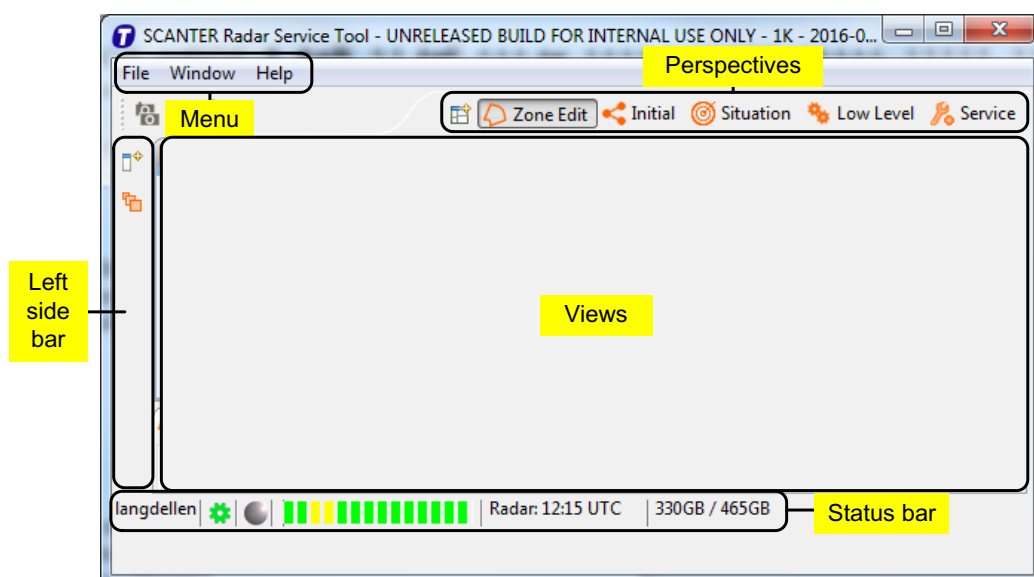 SCANTER Radar Service Tool - UNRELEASED BUILD FOR INTERNAL USE ONLY - 1K - 2016-0...
File Window Help
Perspectives
Menu
Zone Edit Initial Situation Low Level Service
Left
side
bar
Views
langdellen Radar: 12:15 UTC 330GB / 465GB
Status bar